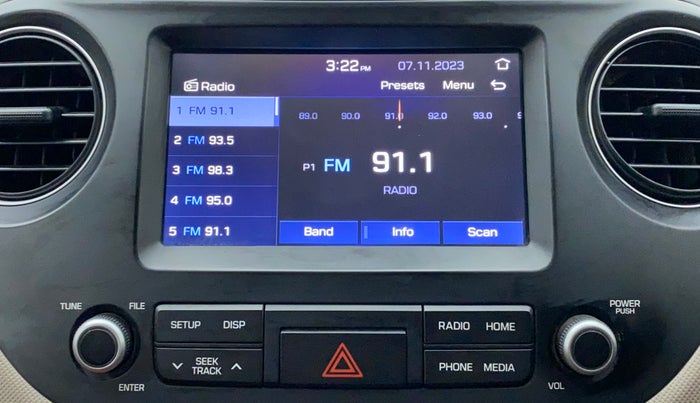 3:22 PM 07.11.2023
Radio Presets Menu
1 FM 91.1
2 FM 93.5
3 FM 98.3
4 FM 95.0
5 FM 91.1
89.0 90.0 91.0 92.0 93.0
P1 FM 91.1
RADIO
Band Info Scan
TUNE FILE
ENTER
SETUP DISP
SEEK TRACK
RADIO HOME
PHONE MEDIA
POWER PUSH
VOL